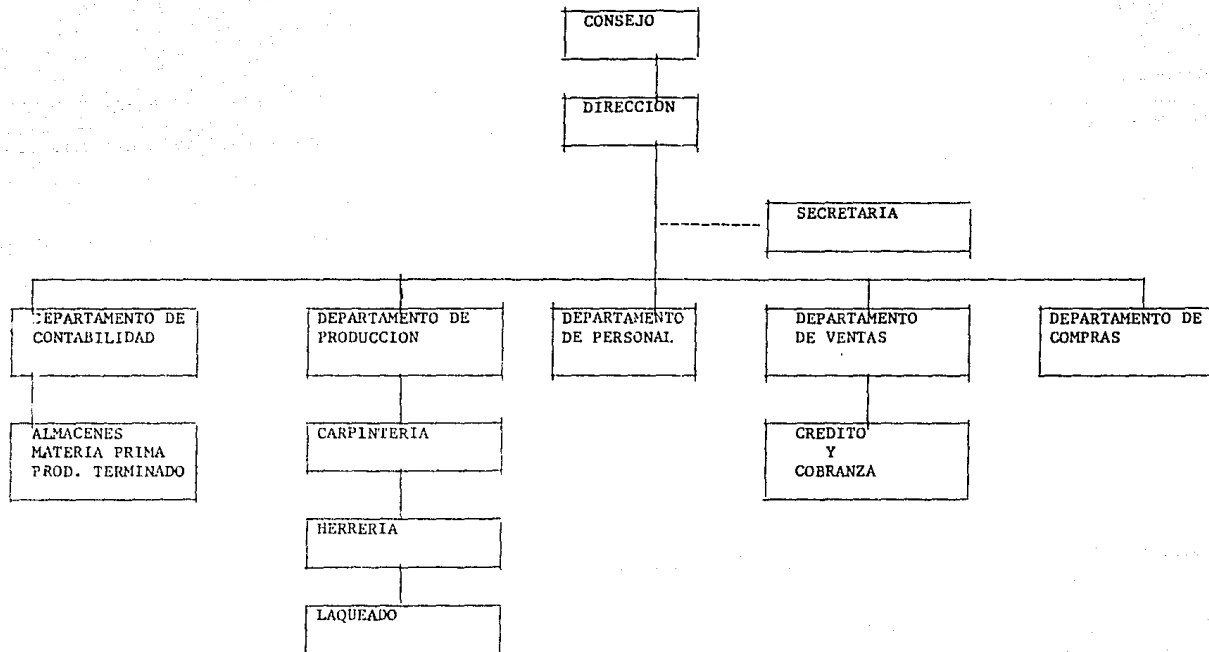 CONSEJO
DIRECCION
SECRETARIA
DEPARTAMENTO DE
CONTABILIDAD
DEPARTAMENTO DE
PRODUCCION
DEPARTAMENTO
DE PERSONAL
DEPARTAMENTO
DE VENTAS
DEPARTAMENTO DE
COMPRAS
ALMACENES
MATERIA PRIMA
PROD. TERMINADO
CARPINTERIA
CREDITO
Y
COBRANZA
HERRERIA
LAQUEADO